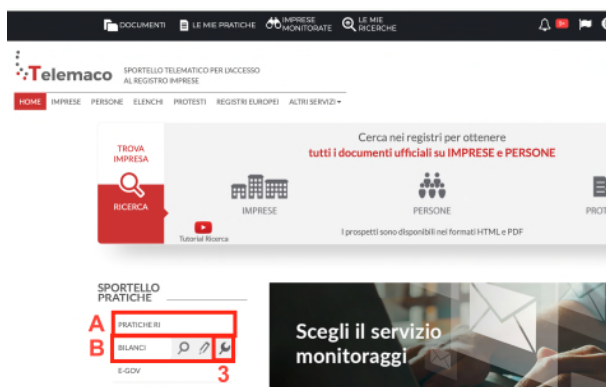 DOCUMENTI
LE MIE PRATICHE
IMPRESE
MONITORATE
LE MIE
RICERCHE
Telemaco
SPORTELLO TELEMATICO PER L'ACCESSO
AL REGISTRO IMPRESE
HOME IMPRESE PERSONE ELENCHI PROTESTI REGISTRI EUROPEI ALTRI SERVIZI
TROVA
IMPRESA
RICERCA
Cerca nei registri per ottenere
tutti i documenti ufficiali su IMPRESE e PERSONE
IMPRESE
PERSONE
PROT
Tutorial Ricerca
I prospetti sono disponibili nei formati HTML e PDF
SPORTELLO
PRATICHE
A PRATICHE RI
B BILANCI
3
E-GOV
Scegli il servizio
monitoraggi